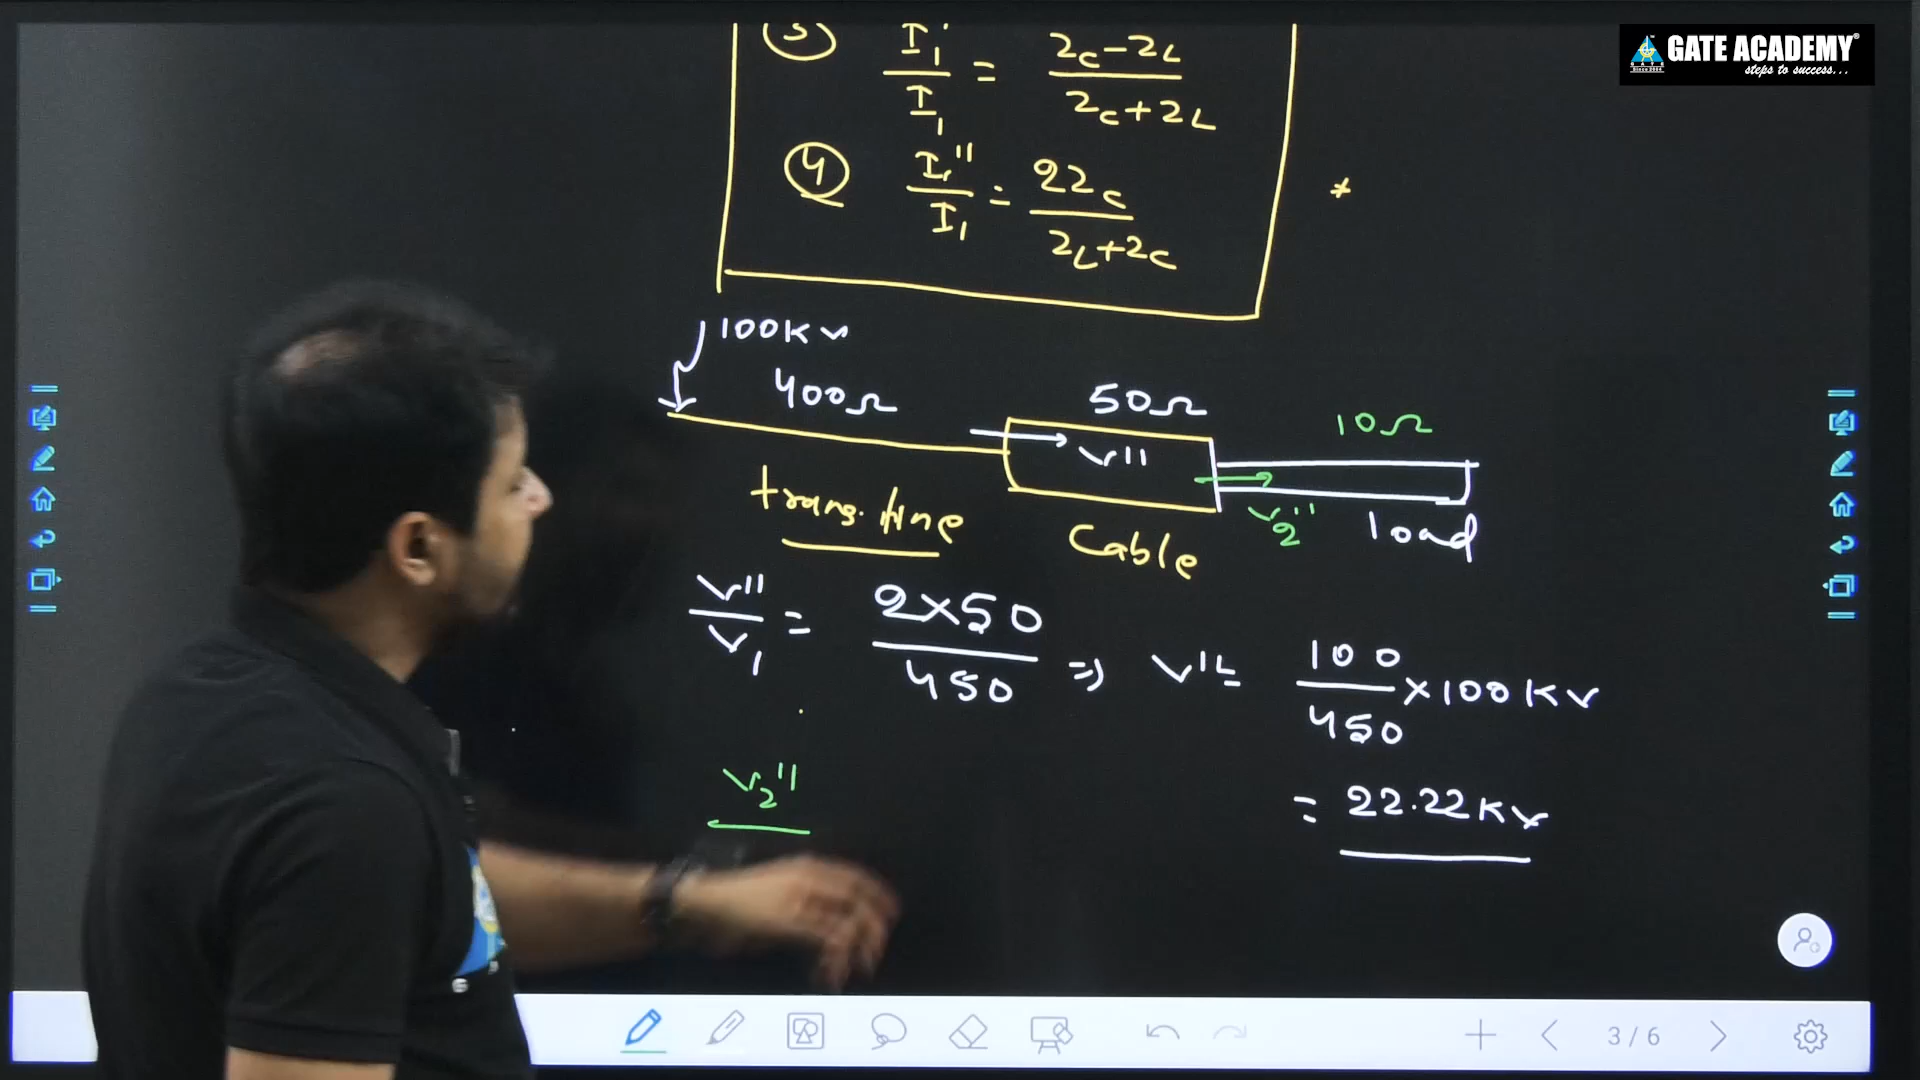 GATE ACADEMY
steps to success...
3 I1' / I1 = Zc - ZL / Zc + ZL
4 I1'' / I1 = 2Zc / ZL + Zc
*
100KV
400Ω 50Ω 10Ω
V''
V2''
trans. line Cable load
V'' / V1 = 2×50 / 450 ⇒ V'' = 100 / 450 × 100KV
= 22.22KV
V2''
3 / 6